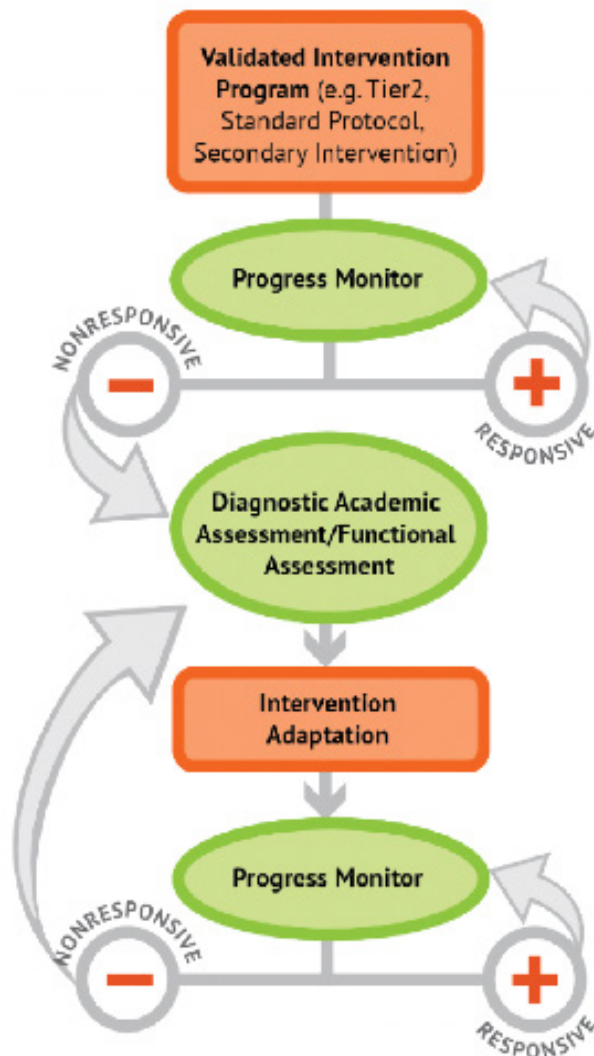 Validated Intervention
Program (e.g. Tier2,
Standard Protocol,
Secondary Intervention)
Progress Monitor
NONRESPONSIVE
RESPONSIVE
Diagnostic Academic
Assessment/Functional
Assessment
Intervention
Adaptation
Progress Monitor
NONRESPONSIVE
RESPONSIVE